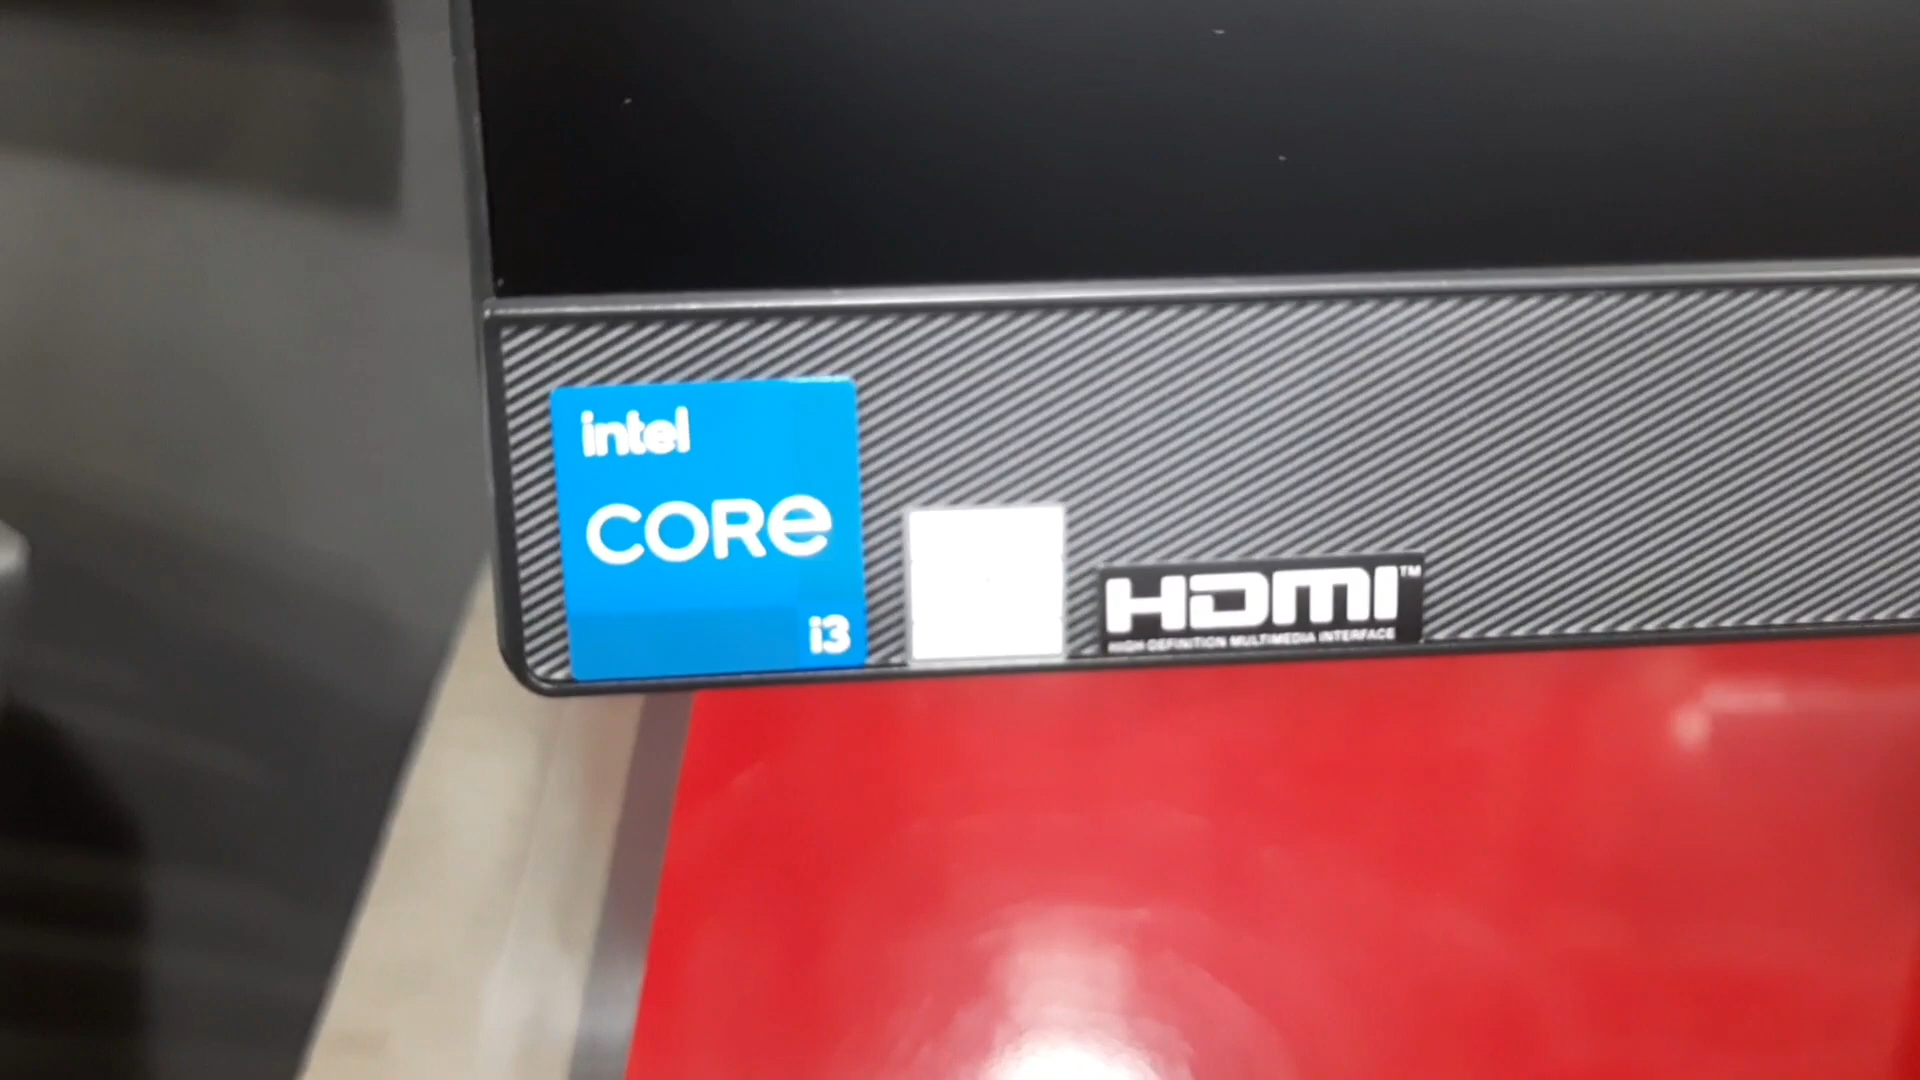 intel
CORe
i3
HDMI™
HIGH DEFINITION MULTIMEDIA INTERFACE